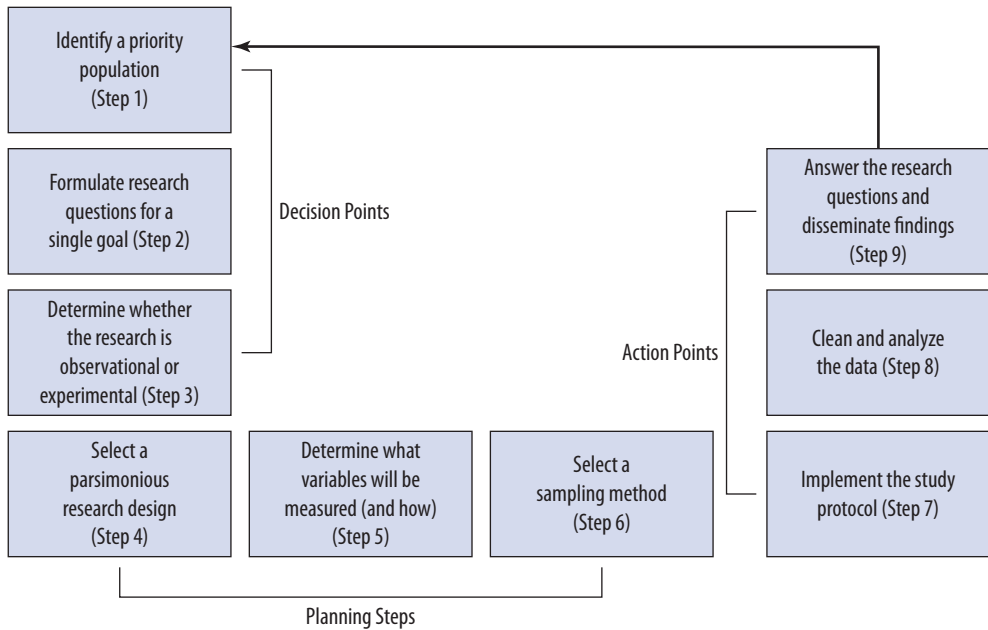 Identify a priority
population
(Step 1)
Formulate research
questions for a
single goal (Step 2)
Determine whether
the research is
observational or
experimental (Step 3)
Decision Points
Select a
parsimonious
research design
(Step 4)
Determine what
variables will be
measured (and how)
(Step 5)
Select a
sampling method
(Step 6)
Planning Steps
Answer the research
questions and
disseminate findings
(Step 9)
Clean and analyze
the data (Step 8)
Implement the study
protocol (Step 7)
Action Points